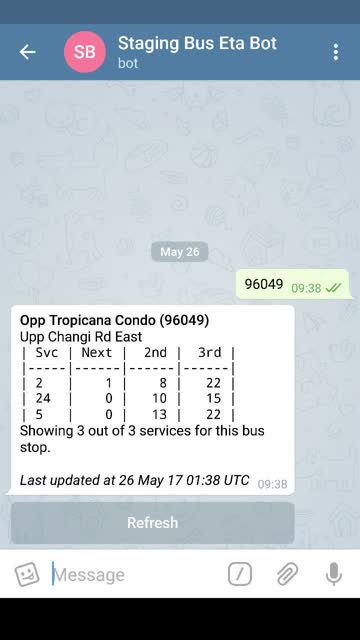 SB
Staging Bus Eta Bot
bot
May 26
96049 09:38
Opp Tropicana Condo (96049)
Upp Changi Rd East
| Svc | Next | 2nd | 3rd |
|-----|------|------|------|
| 2 | 1 | 8 | 22 |
| 24 | 0 | 10 | 15 |
| 5 | 0 | 13 | 22 |
Showing 3 out of 3 services for this bus
stop.
Last updated at 26 May 17 01:38 UTC 09:38
Refresh
Message
/